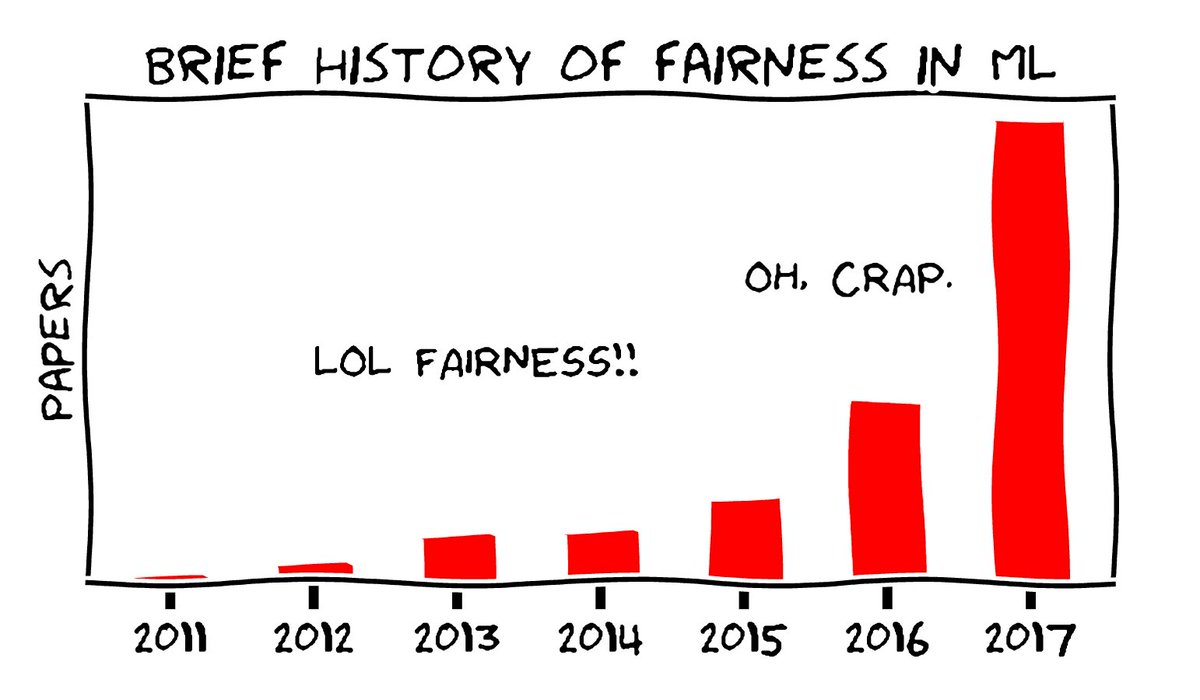 BRIEF HISTORY OF FAIRNESS IN ML
PAPERS
OH, CRAP.
LOL FAIRNESS!!
2011 2012 2013 2014 2015 2016 2017